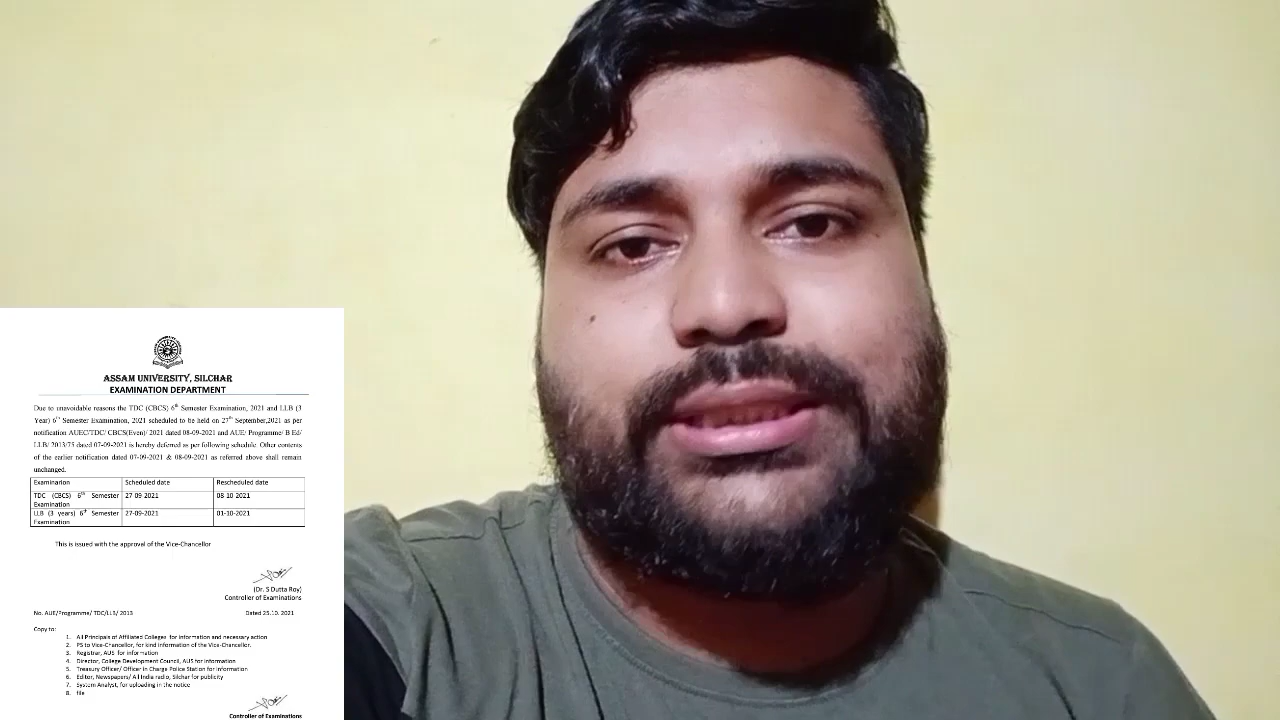 ASSAM UNIVERSITY, SILCHAR
EXAMINATION DEPARTMENT
Due to unavoidable reasons the TDC (CBCS) 6th Semester Examination, 2021 and LLB (3
Year) 6th Semester Examination, 2021 scheduled to be held on 27th September,2021 as per
notification AUEC/TDC/ CBCS(Even)/ 2021 dated 08-09-2021 and AUE/ Programme/ B Ed/
LLB/ 2013/75 dated 07-09-2021 is hereby deferred as per following schedule. Other contents
of the earlier notification dated 07-09-2021 & 08-09-2021 as referred above shall remain
unchanged.
Examinarion Scheduled date Rescheduled date
TDC (CBCS) 6th Semester 27-09-2021 08-10-2021
Examination
LLB (3 years) 6th Semester 27-09-2021 01-10-2021
Examination
This is issued with the approval of the Vice-Chancellor
(Dr. S Dutta Roy)
Controller of Examinations
No. AUE/Programme/ TDC/LLB/ 2013 Dated 25.10. 2021
Copy to:
1. All Principals of Affiliated Colleges for information and necessary action
2. PS to Vice-Chancellor, for kind information of the Vice-Chancellor.
3. Registrar, AUS for information
4. Director, College Development Council, AUS for information
5. Treasury Officer/ Officer in Charge Police Station for information
6. Editor, Newspapers/ All India radio, Silchar for publicity
7. System Analyst, for uploading in the notice
8. file
Controller of Examinations